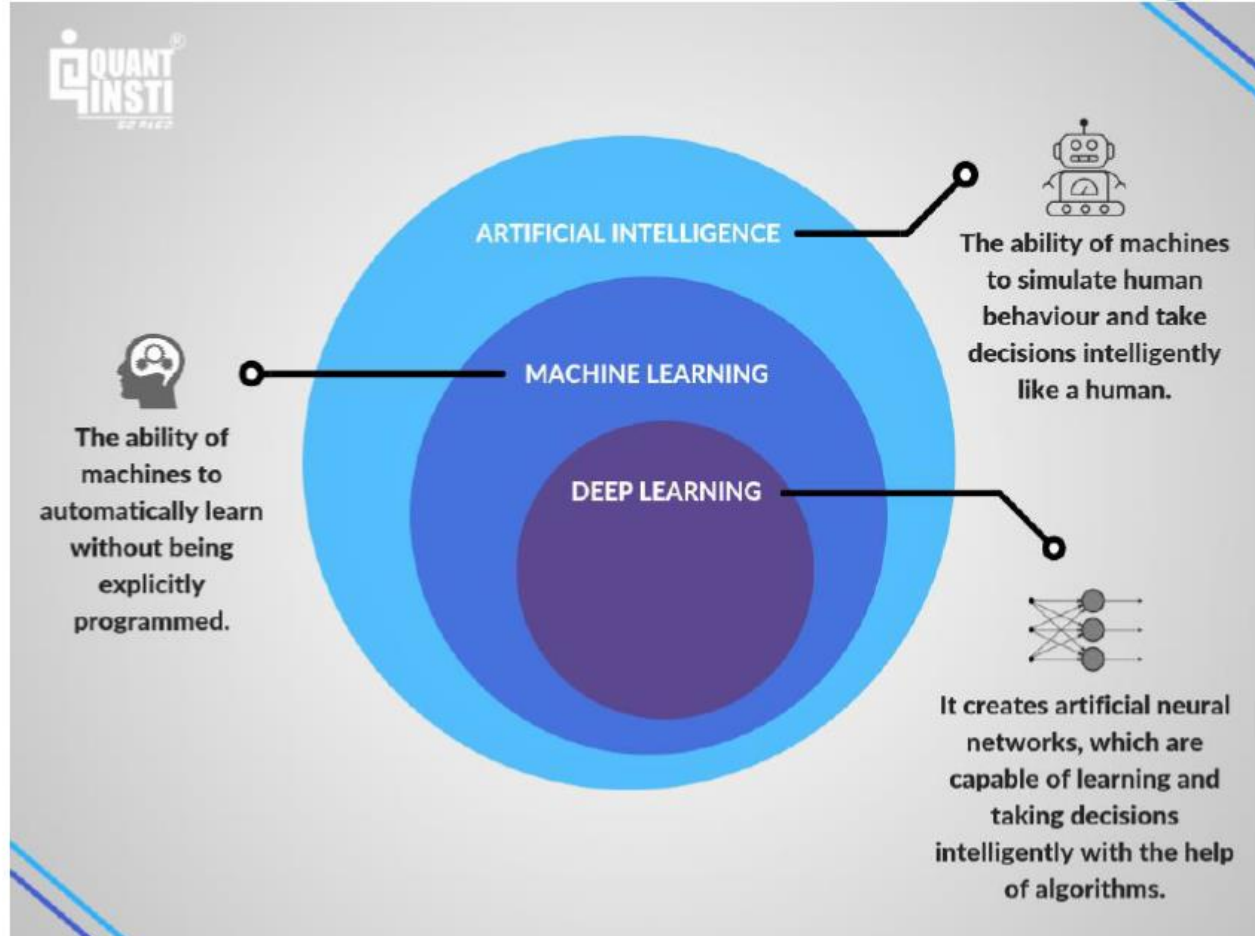 QUANT
INSTI
®
ARTIFICIAL INTELLIGENCE
The ability of machines
to simulate human
behaviour and take
decisions intelligently
like a human.
MACHINE LEARNING
The ability of
machines to
automatically learn
without being
explicitly
programmed.
DEEP LEARNING
It creates artificial neural
networks, which are
capable of learning and
taking decisions
intelligently with the help
of algorithms.